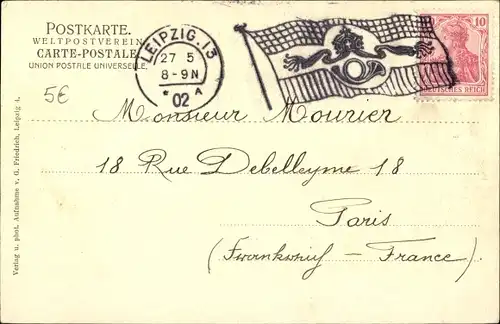 POSTKARTE.
WELTPOSTVEREIN
CARTE-POSTALE
UNION POSTALE UNIVERSELLE.
LEIPZIG. 13
27 5
8-9N
* 02 A
10
DEUTSCHES REICH
5€
Monsieur Mourier
18 Rue Debelleyme 18
Paris
(Frankreich - France)
Verlag u. phot. Aufnahme v. G. Friedrich, Leipzig 4.